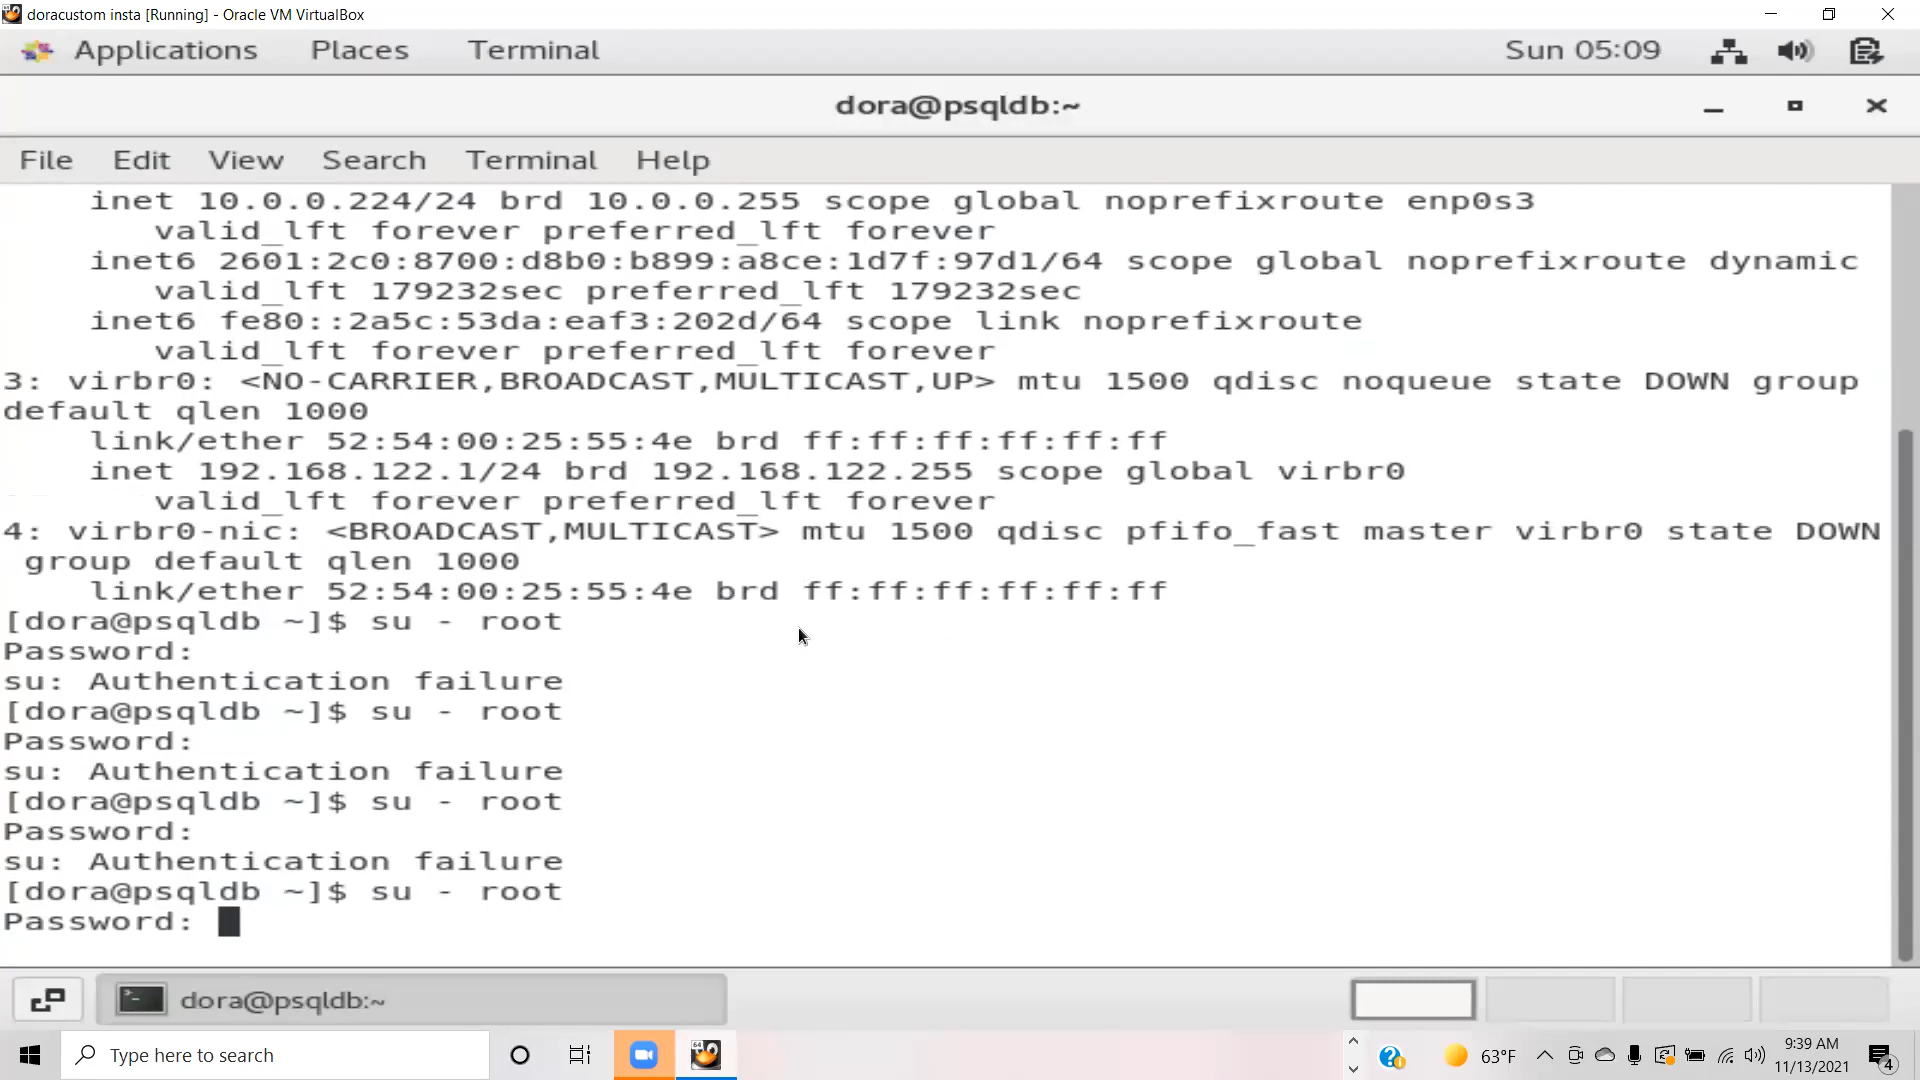 doracustom insta [Running] - Oracle VM VirtualBox
Applications Places Terminal Sun 05:09
dora@psqldb:~
File Edit View Search Terminal Help
inet 10.0.0.224/24 brd 10.0.0.255 scope global noprefixroute enp0s3
valid_lft forever preferred_lft forever
inet6 2601:2c0:8700:d8b0:b899:a8ce:1d7f:97d1/64 scope global noprefixroute dynamic
valid_lft 179232sec preferred_lft 179232sec
inet6 fe80::2a5c:53da:eaf3:202d/64 scope link noprefixroute
valid_lft forever preferred_lft forever
3: virbr0: <NO-CARRIER,BROADCAST,MULTICAST,UP> mtu 1500 qdisc noqueue state DOWN group
default qlen 1000
link/ether 52:54:00:25:55:4e brd ff:ff:ff:ff:ff:ff
inet 192.168.122.1/24 brd 192.168.122.255 scope global virbr0
valid_lft forever preferred_lft forever
4: virbr0-nic: <BROADCAST,MULTICAST> mtu 1500 qdisc pfifo_fast master virbr0 state DOWN
group default qlen 1000
link/ether 52:54:00:25:55:4e brd ff:ff:ff:ff:ff:ff
[dora@psqldb ~]$ su - root
Password:
su: Authentication failure
[dora@psqldb ~]$ su - root
Password:
su: Authentication failure
[dora@psqldb ~]$ su - root
Password:
su: Authentication failure
[dora@psqldb ~]$ su - root
Password:
dora@psqldb:~
Type here to search 63°F 9:39 AM
11/13/2021 4